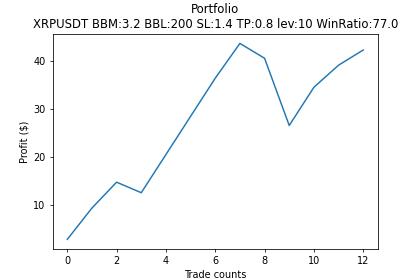 Portfolio
XRPUSDT BBM:3.2 BBL:200 SL:1.4 TP:0.8 lev:10 WinRatio:77.0
40
30
20
10
Profit ($)
0 2 4 6 8 10 12
Trade counts